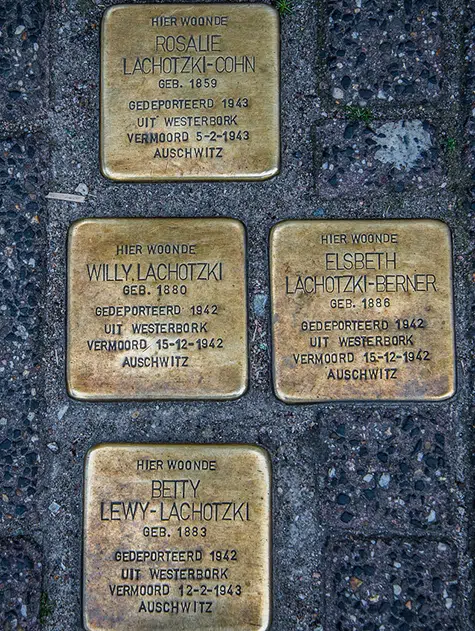 HIER WOONDE
ROSALIE
LACHOTZKI-COHN
GEB. 1859
GEDEPORTEERD 1943
UIT WESTERBORK
VERMOORD 5-2-1943
AUSCHWITZ
HIER WOONDE
WILLY LACHOTZKI
GEB. 1880
GEDEPORTEERD 1942
UIT WESTERBORK
VERMOORD 15-12-1942
AUSCHWITZ
HIER WOONDE
ELSBETH
LACHOTZKI-BERNER
GEB. 1886
GEDEPORTEERD 1942
UIT WESTERBORK
VERMOORD 15-12-1942
AUSCHWITZ
HIER WOONDE
BETTY
LEWY-LACHOTZKI
GEB. 1883
GEDEPORTEERD 1942
UIT WESTERBORK
VERMOORD 12-2-1943
AUSCHWITZ